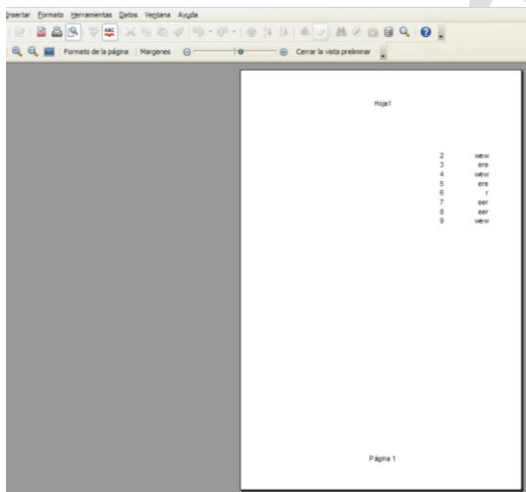 Insertar Formato Herramientas Datos Ventana Ayuda
Formato de la página Margenes Cerrar la vista preliminar
Hoja1
2 wew
3 ere
4 wew
5 ere
6 r
7 eer
8 eer
9 wew
Página 1